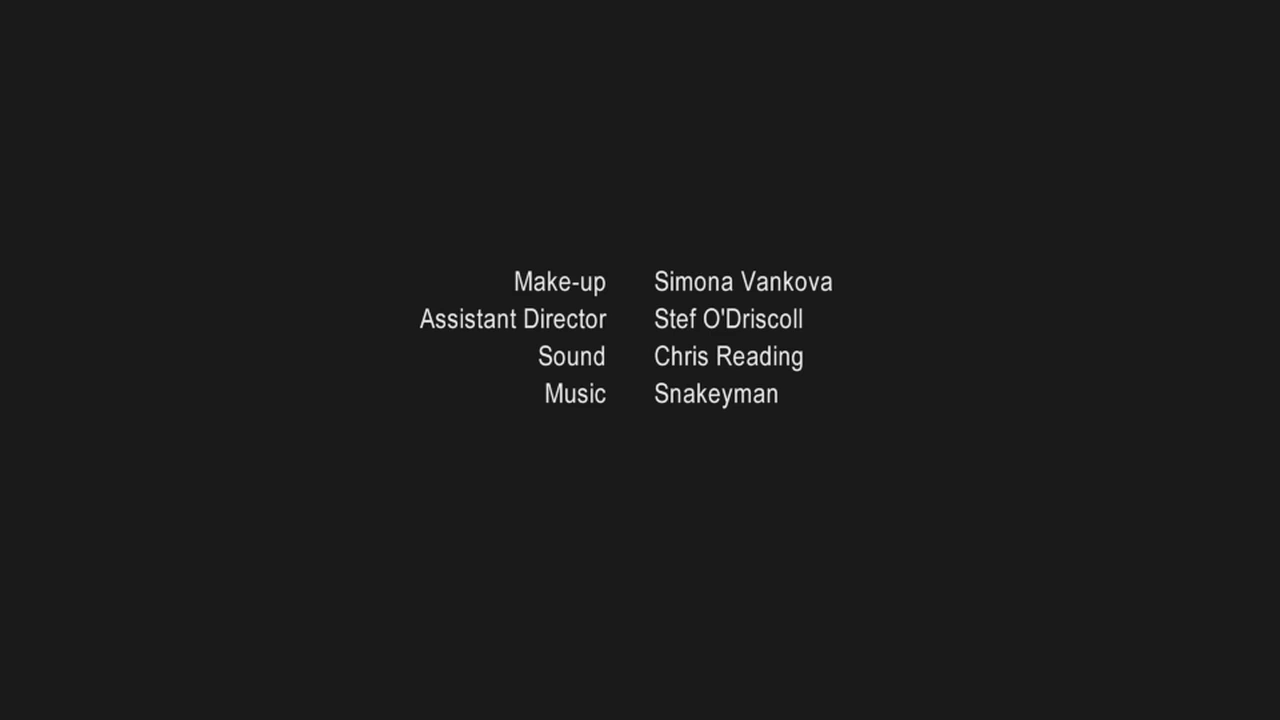 Make-up Simona Vankova
Assistant Director Stef O'Driscoll
Sound Chris Reading
Music Snakeyman